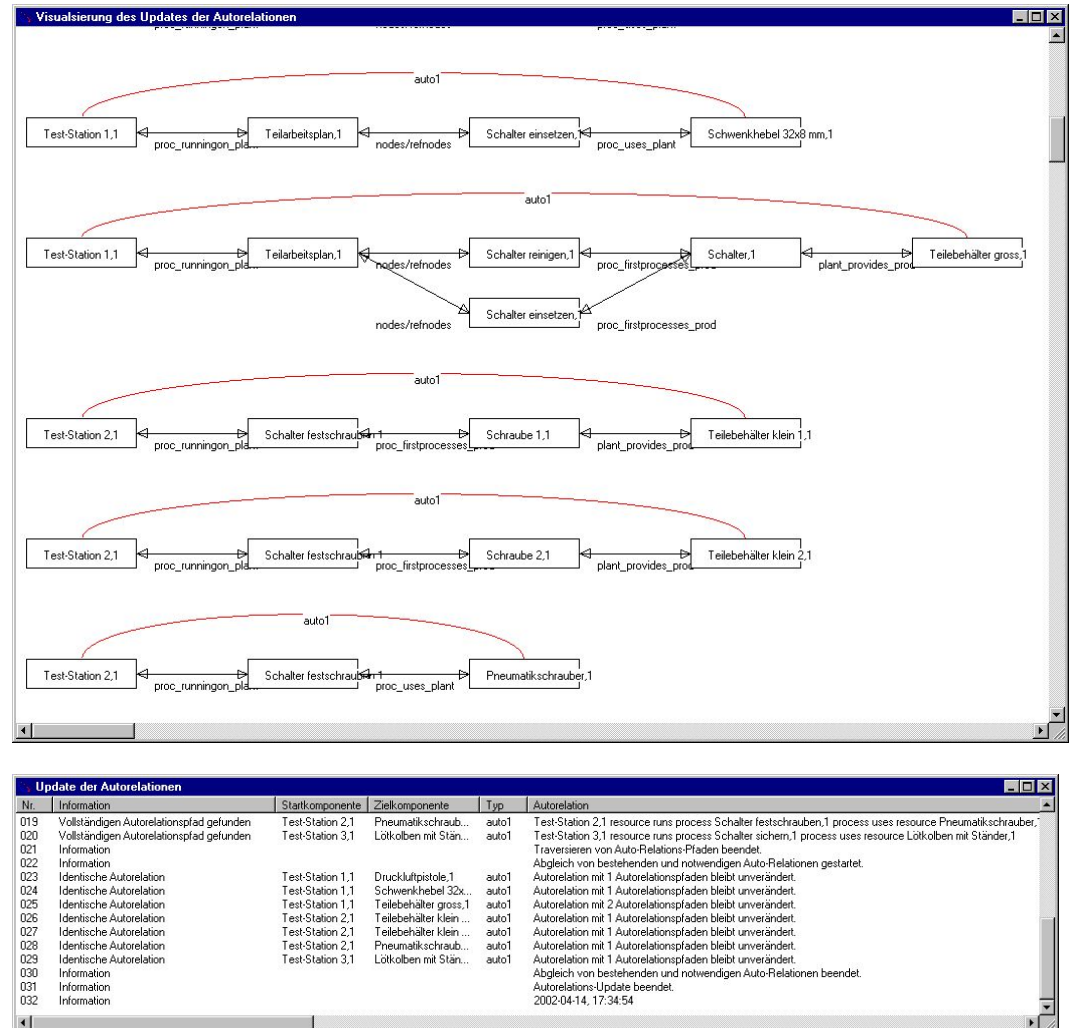 Visualsierung des Updates der Autorelationen
proc_runningon_plant nodes/refnodes proc_uses_plant
auto1
Test-Station 1,1 Teilarbeitsplan,1 Schalter einsetzen,1 Schwenkhebel 32x8 mm,1
proc_runningon_pla nodes/refnodes proc_uses_plant
auto1
Test-Station 1,1 Teilarbeitsplan,1 Schalter reinigen,1 Schalter,1 Teilebehälter gross,1
proc_runningon_pla nodes/refnodes proc_firstprocesses_prod plant_provides_prod
Schalter einsetzen,1
nodes/refnodes proc_firstprocesses_prod
auto1
Test-Station 2,1 Schalter festschrauben,1 Schraube 1,1 Teilebehälter klein 1,1
proc_runningon_pla proc_firstprocesses_prod plant_provides_prod
auto1
Test-Station 2,1 Schalter festschrauben,1 Schraube 2,1 Teilebehälter klein 2,1
proc_runningon_pla proc_firstprocesses_prod plant_provides_prod
auto1
Test-Station 2,1 Schalter festschrauben,1 Pneumatikschrauber,1
proc_runningon_pla proc_uses_plant
Update der Autorelationen
Nr. Information Startkomponente Zielkomponente Typ Autorelation
019 Vollständigen Autorelationspfad gefunden Test-Station 2,1 Pneumatikschraub... auto1 Test-Station 2,1 resource runs process Schalter festschrauben,1 process uses resource Pneumatikschrauber,1
020 Vollständigen Autorelationspfad gefunden Test-Station 3,1 Lötkolben mit Stän... auto1 Test-Station 3,1 resource runs process Schalter sichern,1 process uses resource Lötkolben mit Ständer,1
021 Information Traversieren von Auto-Relations-Pfaden beendet.
022 Information Abgleich von bestehenden und notwendigen Auto-Relationen gestartet.
023 Identische Autorelation Test-Station 1,1 Druckluftpistole,1 auto1 Autorelation mit 1 Autorelationspfaden bleibt unverändert.
024 Identische Autorelation Test-Station 1,1 Schwenkhebel 32x... auto1 Autorelation mit 1 Autorelationspfaden bleibt unverändert.
025 Identische Autorelation Test-Station 1,1 Teilebehälter gross,1 auto1 Autorelation mit 2 Autorelationspfaden bleibt unverändert.
026 Identische Autorelation Test-Station 2,1 Teilebehälter klein ... auto1 Autorelation mit 1 Autorelationspfaden bleibt unverändert.
027 Identische Autorelation Test-Station 2,1 Teilebehälter klein ... auto1 Autorelation mit 1 Autorelationspfaden bleibt unverändert.
028 Identische Autorelation Test-Station 2,1 Pneumatikschraub... auto1 Autorelation mit 1 Autorelationspfaden bleibt unverändert.
029 Identische Autorelation Test-Station 3,1 Lötkolben mit Stän... auto1 Autorelation mit 1 Autorelationspfaden bleibt unverändert.
030 Information Abgleich von bestehenden und notwendigen Auto-Relationen beendet.
031 Information Autorelations-Update beendet.
032 Information 2002-04-14, 17:34:54